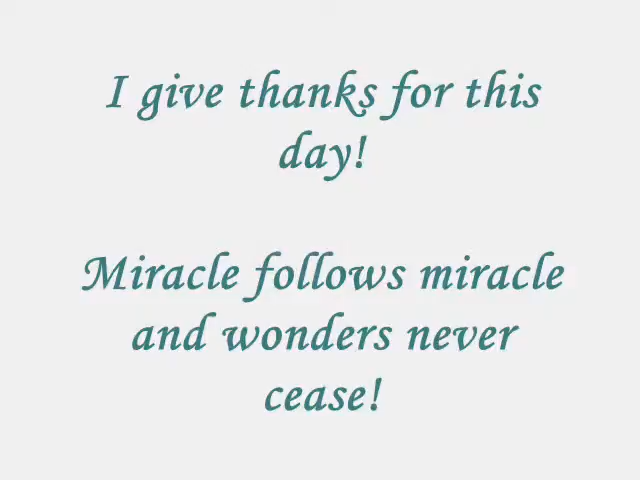 I give thanks for this
day!
Miracle follows miracle
and wonders never
cease!